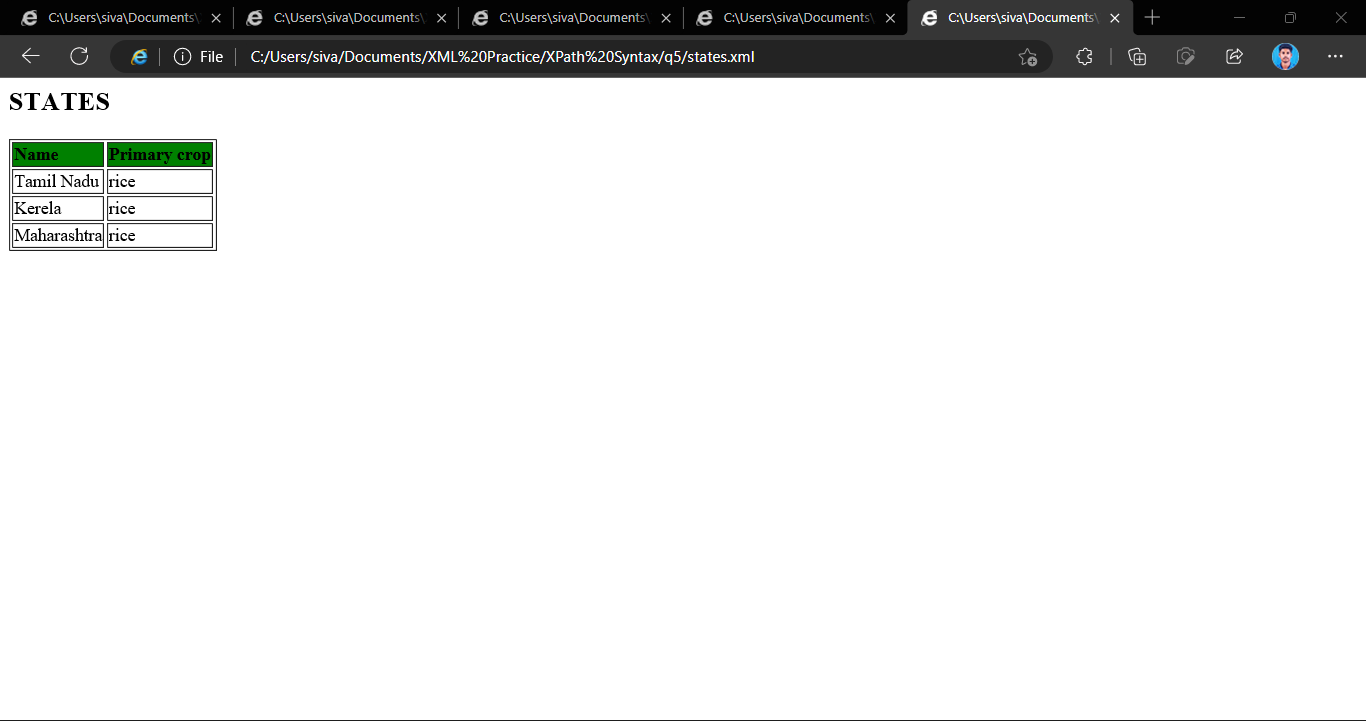 C:\Users\siva\Documents\ C:\Users\siva\Documents\ C:\Users\siva\Documents\ C:\Users\siva\Documents\ C:\Users\siva\Documents\
File C:/Users/siva/Documents/XML%20Practice/XPath%20Syntax/q5/states.xml
STATES
Name Primary crop
Tamil Nadu rice
Kerela rice
Maharashtra rice